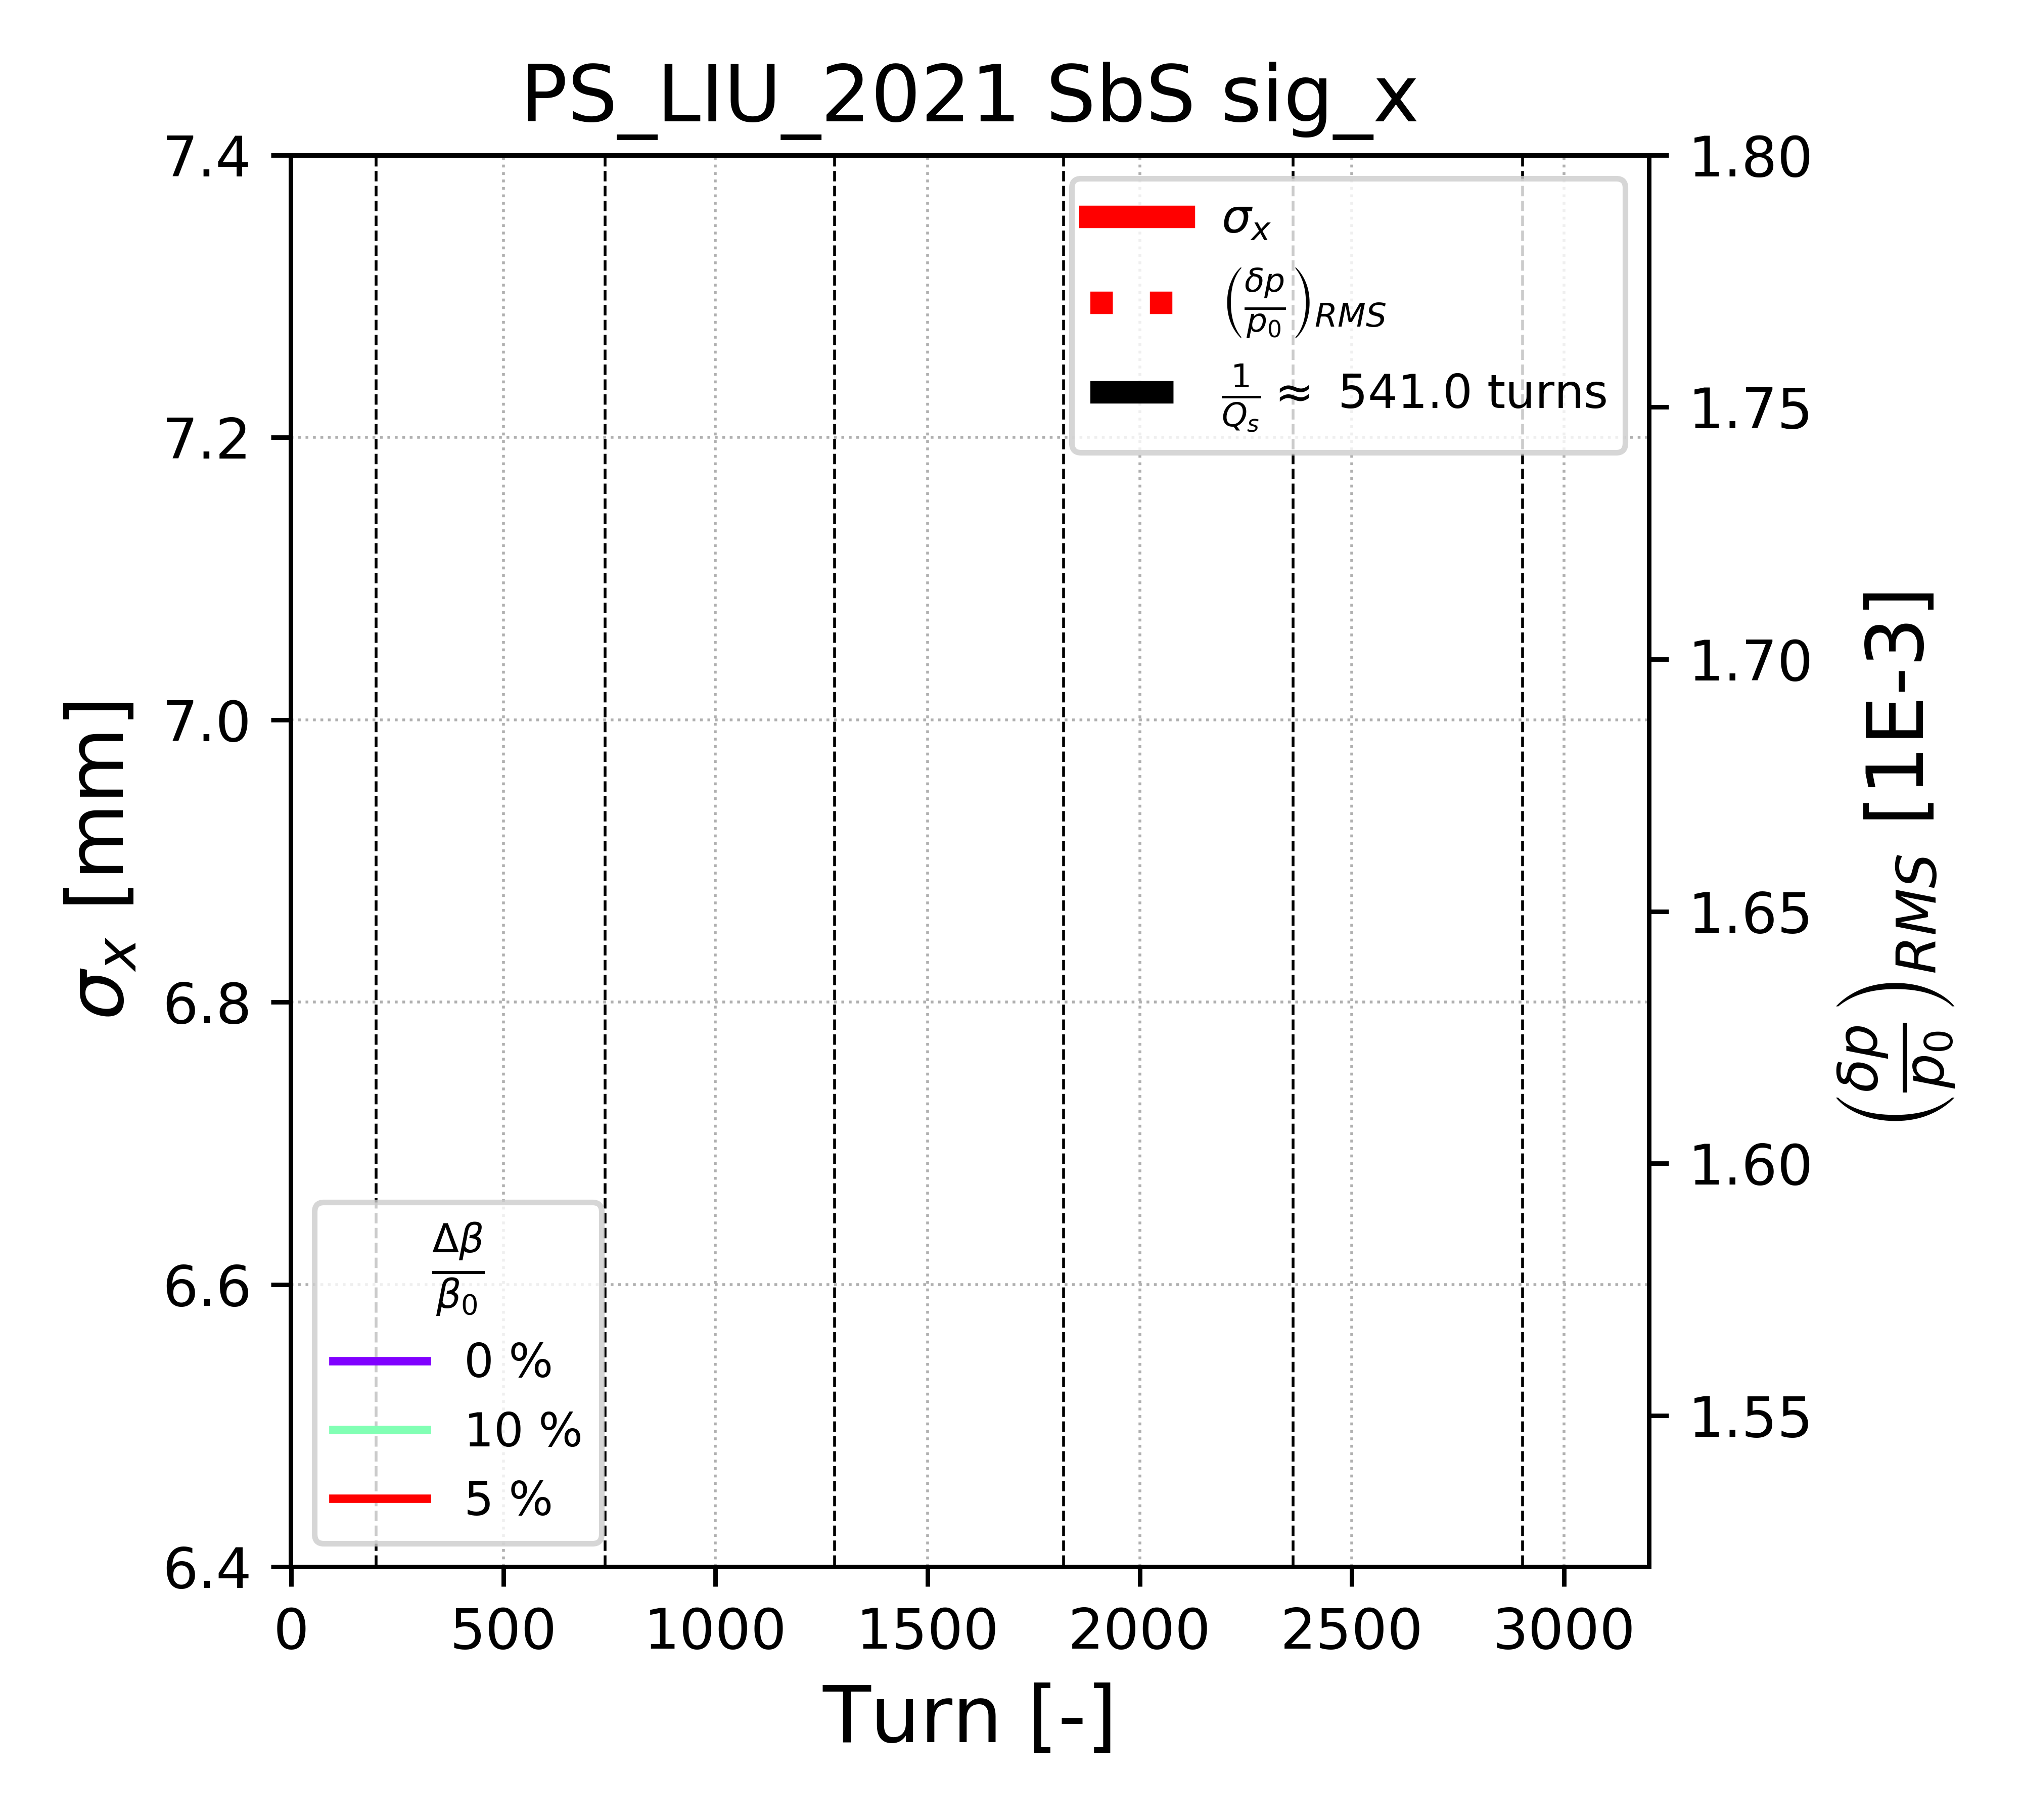 PS_LIU_2021 SbS sig_x
σx [mm]
7.4
7.2
7.0
6.8
6.6
6.4
σx
(δp/p0)RMS
1/Qs ≈ 541.0 turns
Δβ/β0
0 %
10 %
5 %
0 500 1000 1500 2000 2500 3000
Turn [-]
1.80
1.75
1.70
1.65
1.60
1.55
(δp/p0)RMS [1E-3]